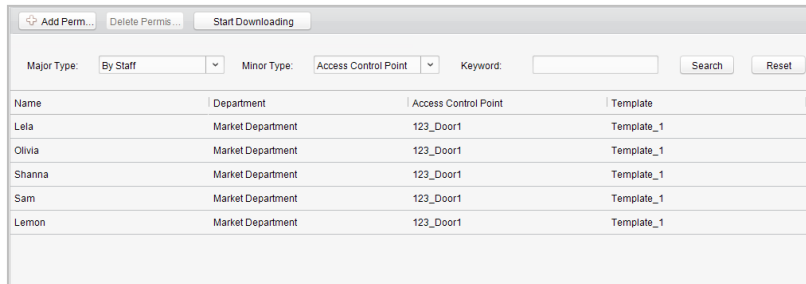 Add Perm... Delete Permis... Start Downloading
Major Type: By Staff Minor Type: Access Control Point Keyword: Search Reset
Name Department Access Control Point Template
Lela Market Department 123_Door1 Template_1
Olivia Market Department 123_Door1 Template_1
Shanna Market Department 123_Door1 Template_1
Sam Market Department 123_Door1 Template_1
Lemon Market Department 123_Door1 Template_1